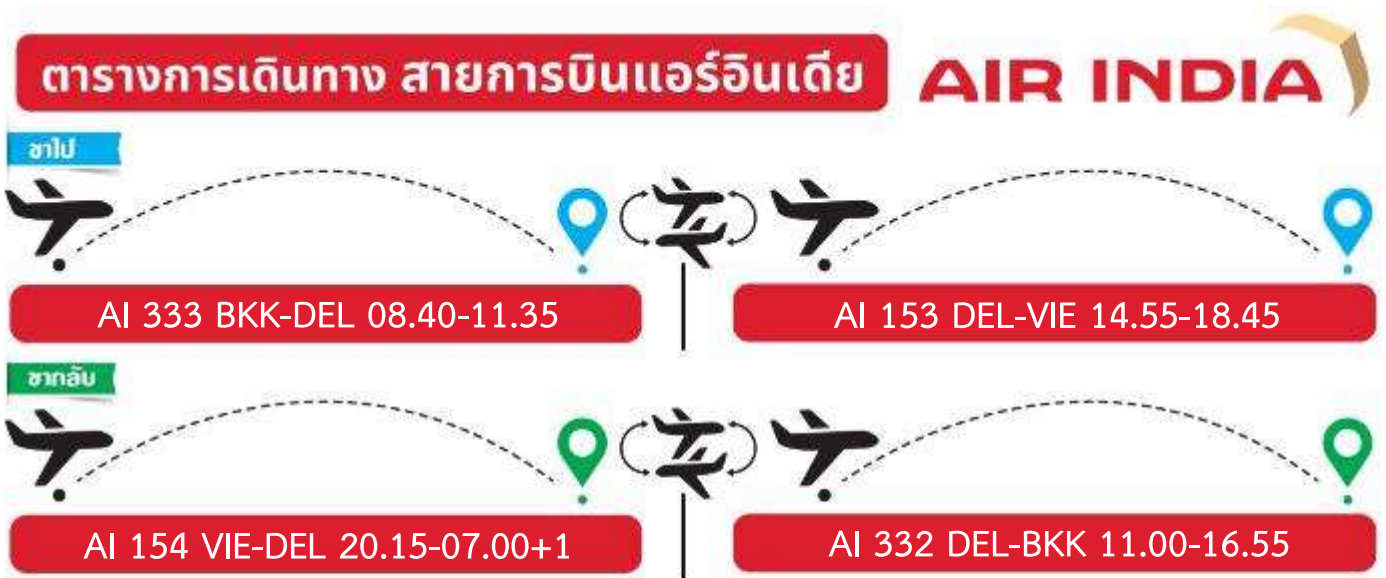 ตารางการเดินทาง สายการบินแอร์อินเดีย
AIR INDIA
ขาไป
AI 333 BKK-DEL 08.40-11.35
AI 153 DEL-VIE 14.55-18.45
ขากลับ
AI 154 VIE-DEL 20.15-07.00+1
AI 332 DEL-BKK 11.00-16.55